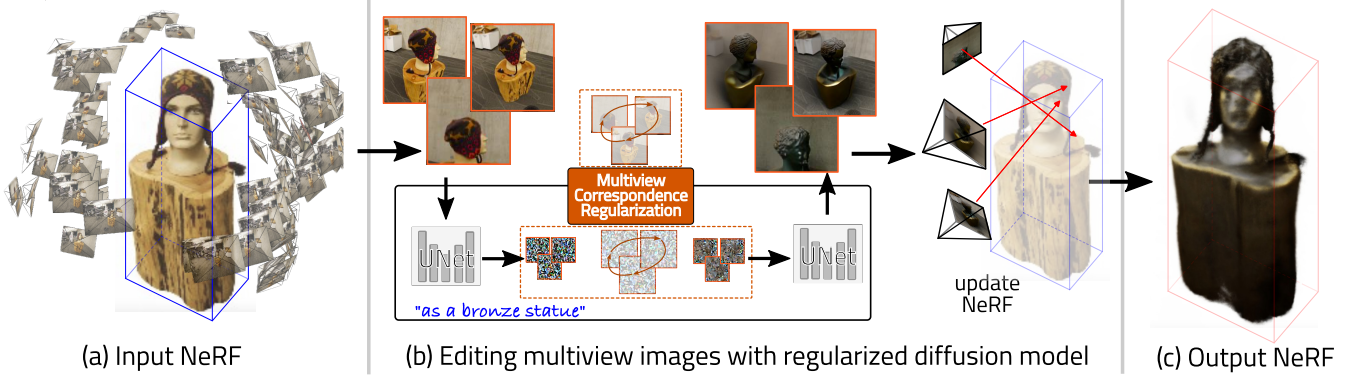 Multiview
Correspondence
Regularization
UNet
UNet
"as a bronze statue"
update
NeRF
(a) Input NeRF
(b) Editing multiview images with regularized diffusion model
(c) Output NeRF